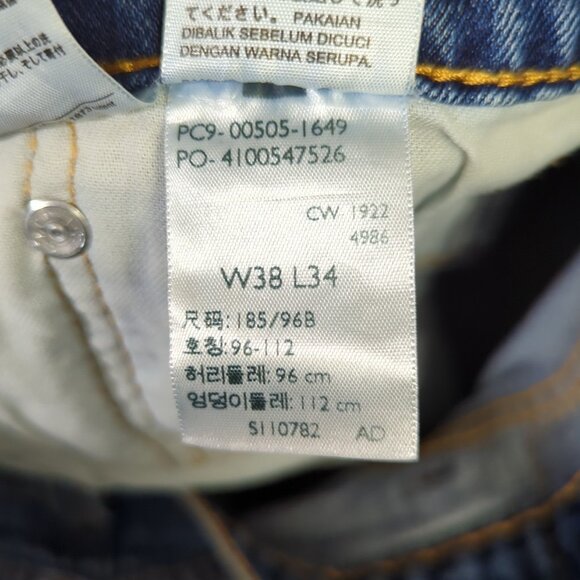 てください。PAKAIAN
DIBALIK SEBELUM DICUCI
DENGAN WARNA SERUPA.
PC9-00505-1649
PO-4100547526
CW 1922
4986
W38 L34
尺码:185/96B
호칭:96-112
허리둘레:96 cm
엉덩이둘레:112 cm
S110782 AD